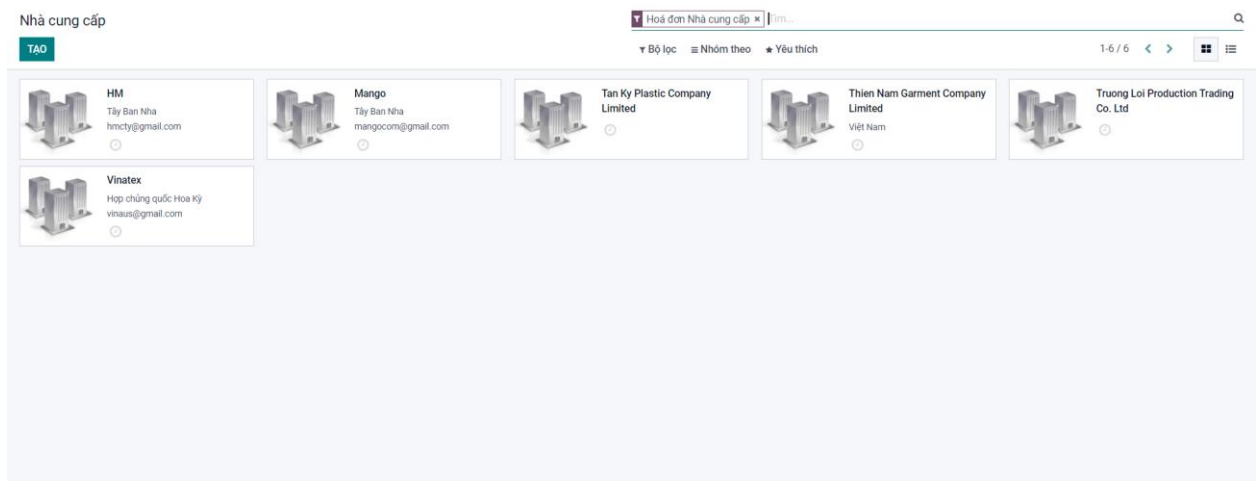 Nhà cung cấp
Hoá đơn Nhà cung cấp × Tìm...
TẠO
Bộ lọc Nhóm theo Yêu thích
1-6 / 6
HM
Tây Ban Nha
hmcty@gmail.com
Mango
Tây Ban Nha
mangocom@gmail.com
Tan Ky Plastic Company
Limited
Thien Nam Garment Company
Limited
Việt Nam
Truong Loi Production Trading
Co. Ltd
Vinatex
Hợp chủng quốc Hoa Kỳ
vinaus@gmail.com